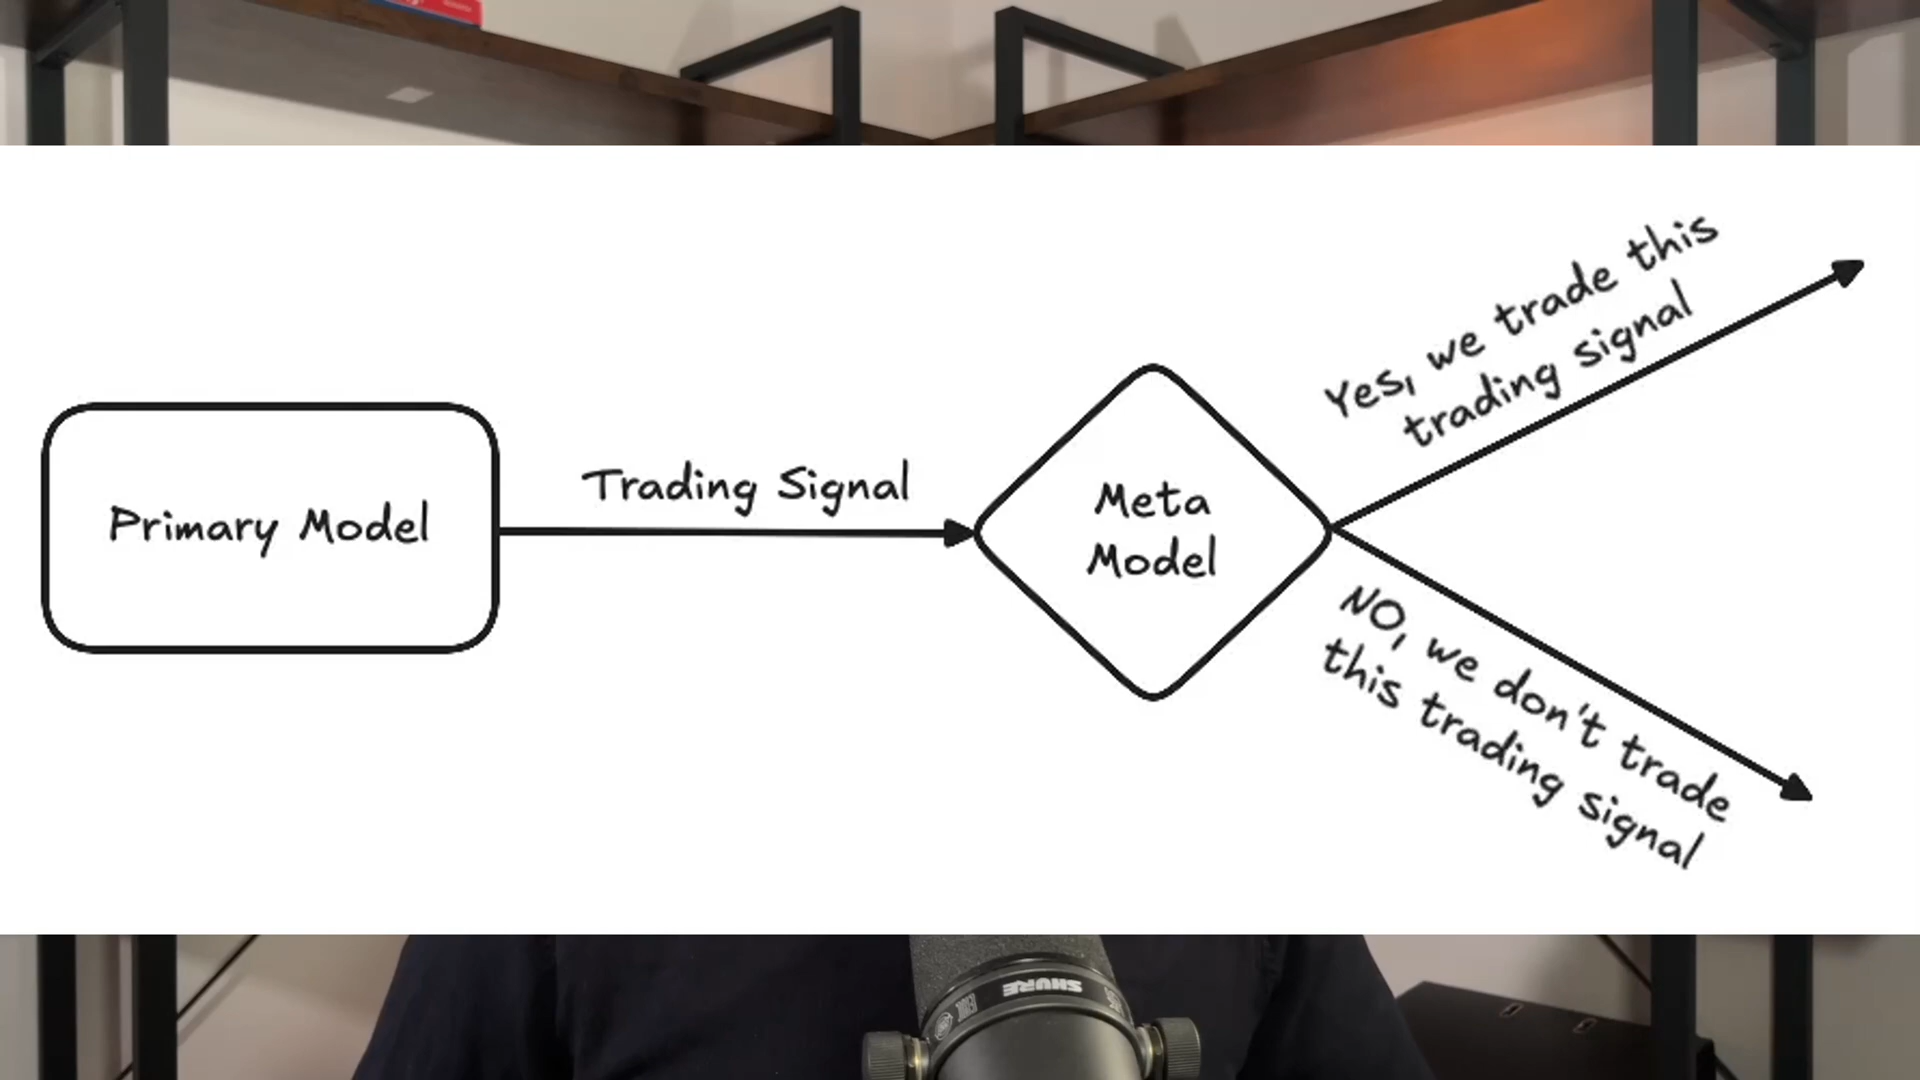 Primary Model
Trading Signal
Meta
Model
Yes, we trade this
trading signal
NO, we don't trade
this trading signal
SHURE